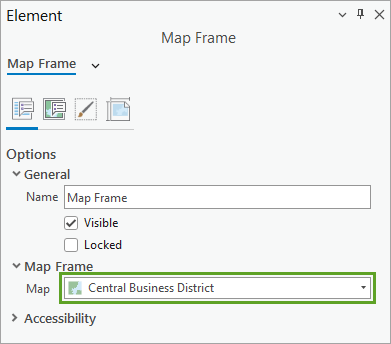 Element
Map Frame
Map Frame
Options
General
Name Map Frame
Visible
Locked
Map Frame
Map Central Business District
Accessibility